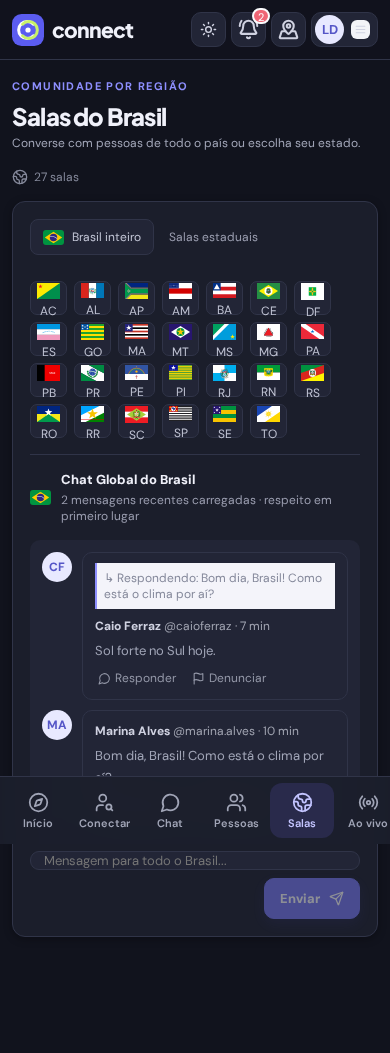 connect
2
LD
COMUNIDADE POR REGIÃO
Salas do Brasil
Converse com pessoas de todo o país ou escolha seu estado.
27 salas
Brasil inteiro
Salas estaduais
AC AL AP AM BA CE DF
ES GO MA MT MS MG PA
PB PR PE PI RJ RN RS
RO RR SC SP SE TO
Chat Global do Brasil
2 mensagens recentes carregadas · respeito em
primeiro lugar
CF
↳ Respondendo: Bom dia, Brasil! Como
está o clima por aí?
Caio Ferraz @caioferraz · 7 min
Sol forte no Sul hoje.
Responder Denunciar
MA
Marina Alves @marina.alves · 10 min
Bom dia, Brasil! Como está o clima por
aí?
Início Conectar Chat Pessoas Salas Ao vivo
Mensagem para todo o Brasil...
Enviar